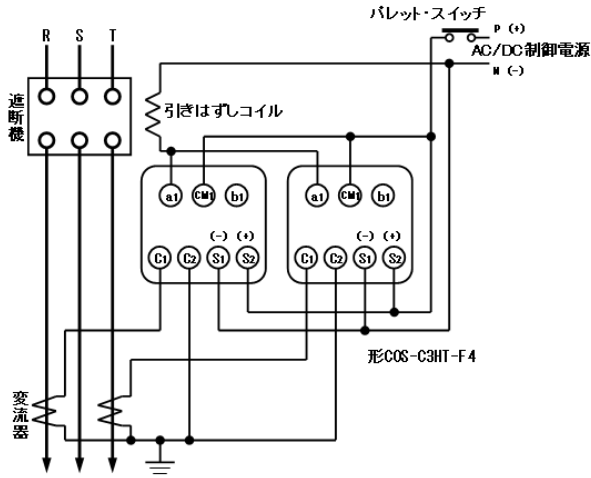 パレット・スイッチ
R S T
P (+)
AC/DC制御電源
N (-)
遮断機
引きはずしコイル
a1 CM1 b1
a1 CM1 b1
(-) (+)
(-) (+)
C1 C2 S1 S2
C1 C2 S1 S2
形COS-C3HT-F4
変流器